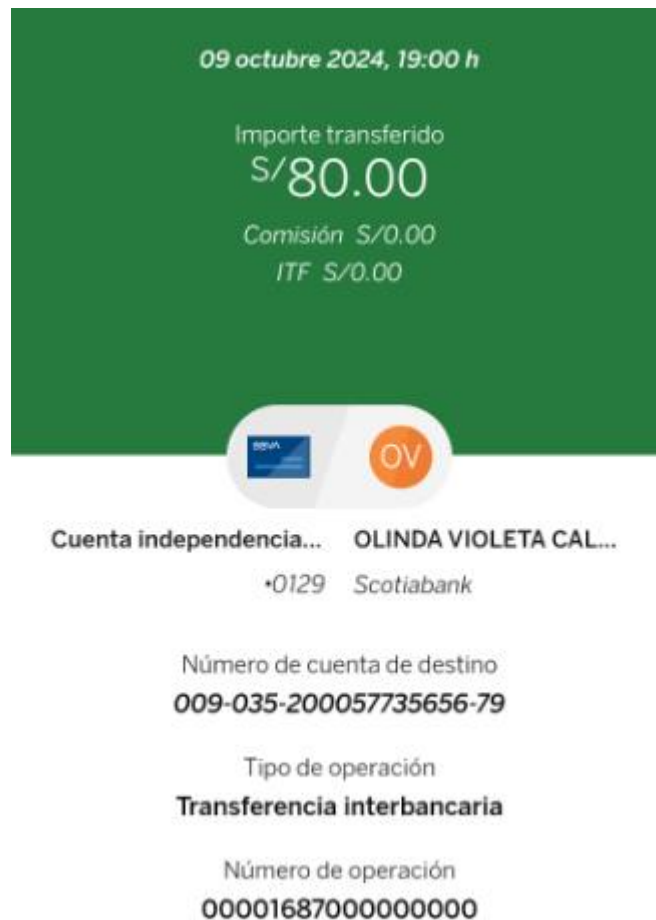 09 octubre 2024, 19:00 h
Importe transferido
S/80.00
Comisión S/0.00
ITF S/0.00
BBVA
OV
Cuenta independencia... OLINDA VIOLETA CAL...
•0129 Scotiabank
Número de cuenta de destino
009-035-200057735656-79
Tipo de operación
Transferencia interbancaria
Número de operación
00001687000000000